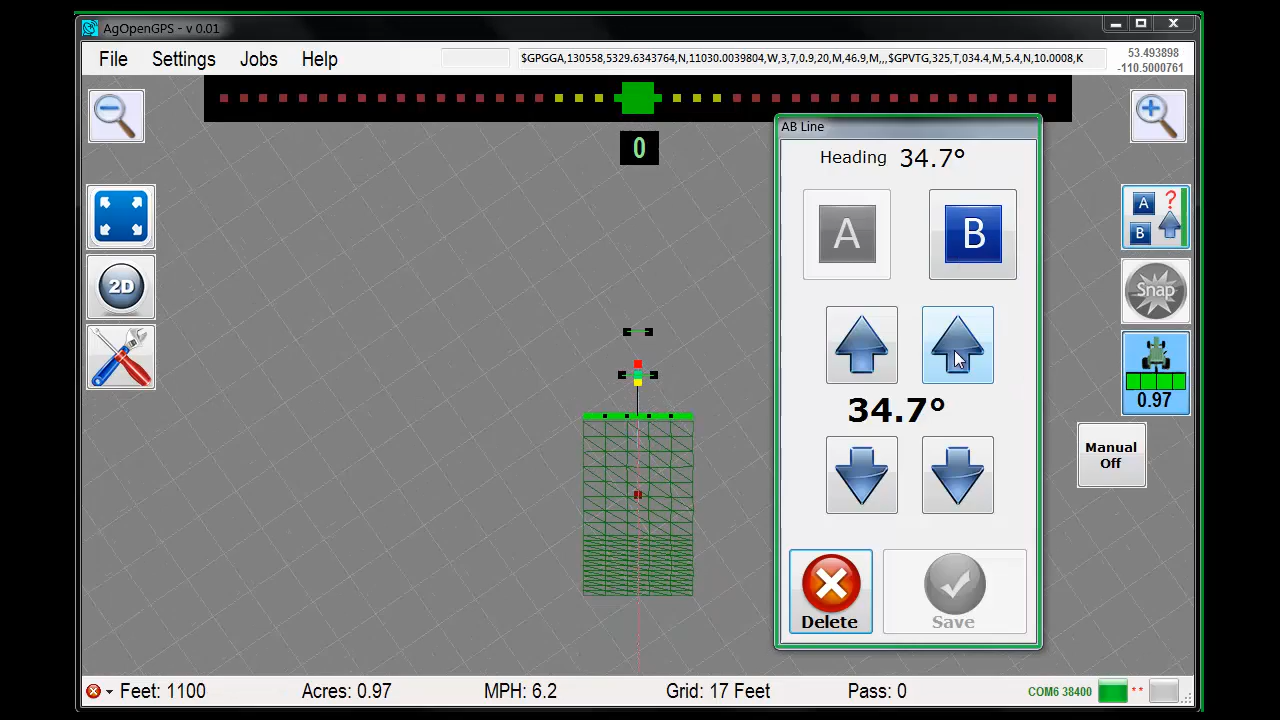 AgOpenGPS - v 0.01
File Settings Jobs Help
$GPGGA,130558,5329.6343764,N,11030.0039804,W,3,7,0.9,20,M,46.9,M,,,$GPVTG,325,T,034.4,M,5.4,N,10.0008,K
53.493898
-110.5000761
0
AB Line
Heading 34.7°
A
B
34.7°
Delete
Save
2D
A
?
B
Snap
0.97
Manual
Off
Feet: 1100 Acres: 0.97 MPH: 6.2 Grid: 17 Feet Pass: 0 COM6 38400 **